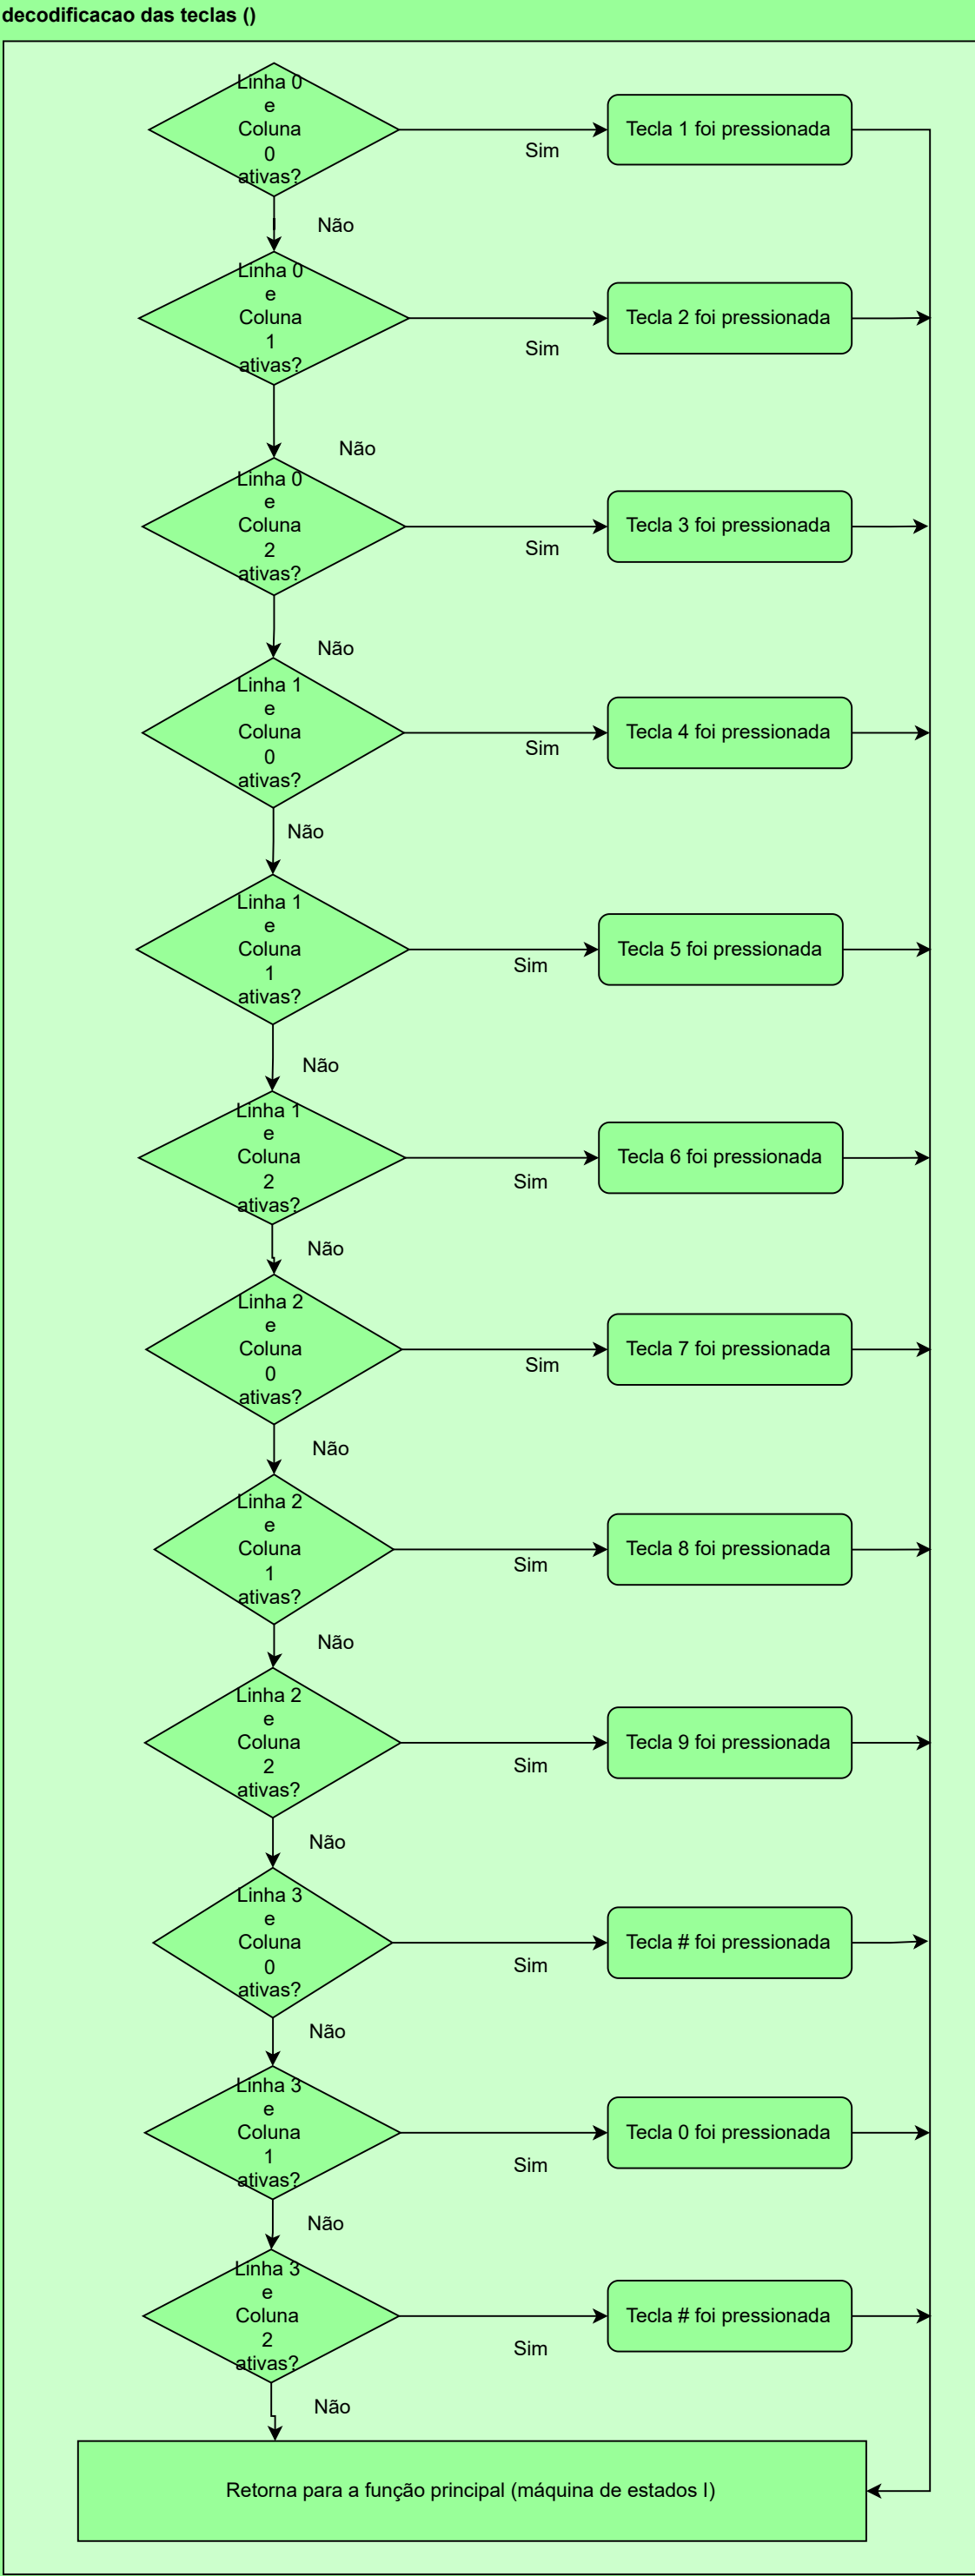 decodificacao das teclas ()
Linha 0
e
Coluna
0
ativas?
Sim
Tecla 1 foi pressionada
Não
Linha 0
e
Coluna
1
ativas?
Sim
Tecla 2 foi pressionada
Não
Linha 0
e
Coluna
2
ativas?
Sim
Tecla 3 foi pressionada
Não
Linha 1
e
Coluna
0
ativas?
Sim
Tecla 4 foi pressionada
Não
Linha 1
e
Coluna
1
ativas?
Sim
Tecla 5 foi pressionada
Não
Linha 1
e
Coluna
2
ativas?
Sim
Tecla 6 foi pressionada
Não
Linha 2
e
Coluna
0
ativas?
Sim
Tecla 7 foi pressionada
Não
Linha 2
e
Coluna
1
ativas?
Sim
Tecla 8 foi pressionada
Não
Linha 2
e
Coluna
2
ativas?
Sim
Tecla 9 foi pressionada
Não
Linha 3
e
Coluna
0
ativas?
Sim
Tecla # foi pressionada
Não
Linha 3
e
Coluna
1
ativas?
Sim
Tecla 0 foi pressionada
Não
Linha 3
e
Coluna
2
ativas?
Sim
Tecla # foi pressionada
Não
Retorna para a função principal (máquina de estados I)